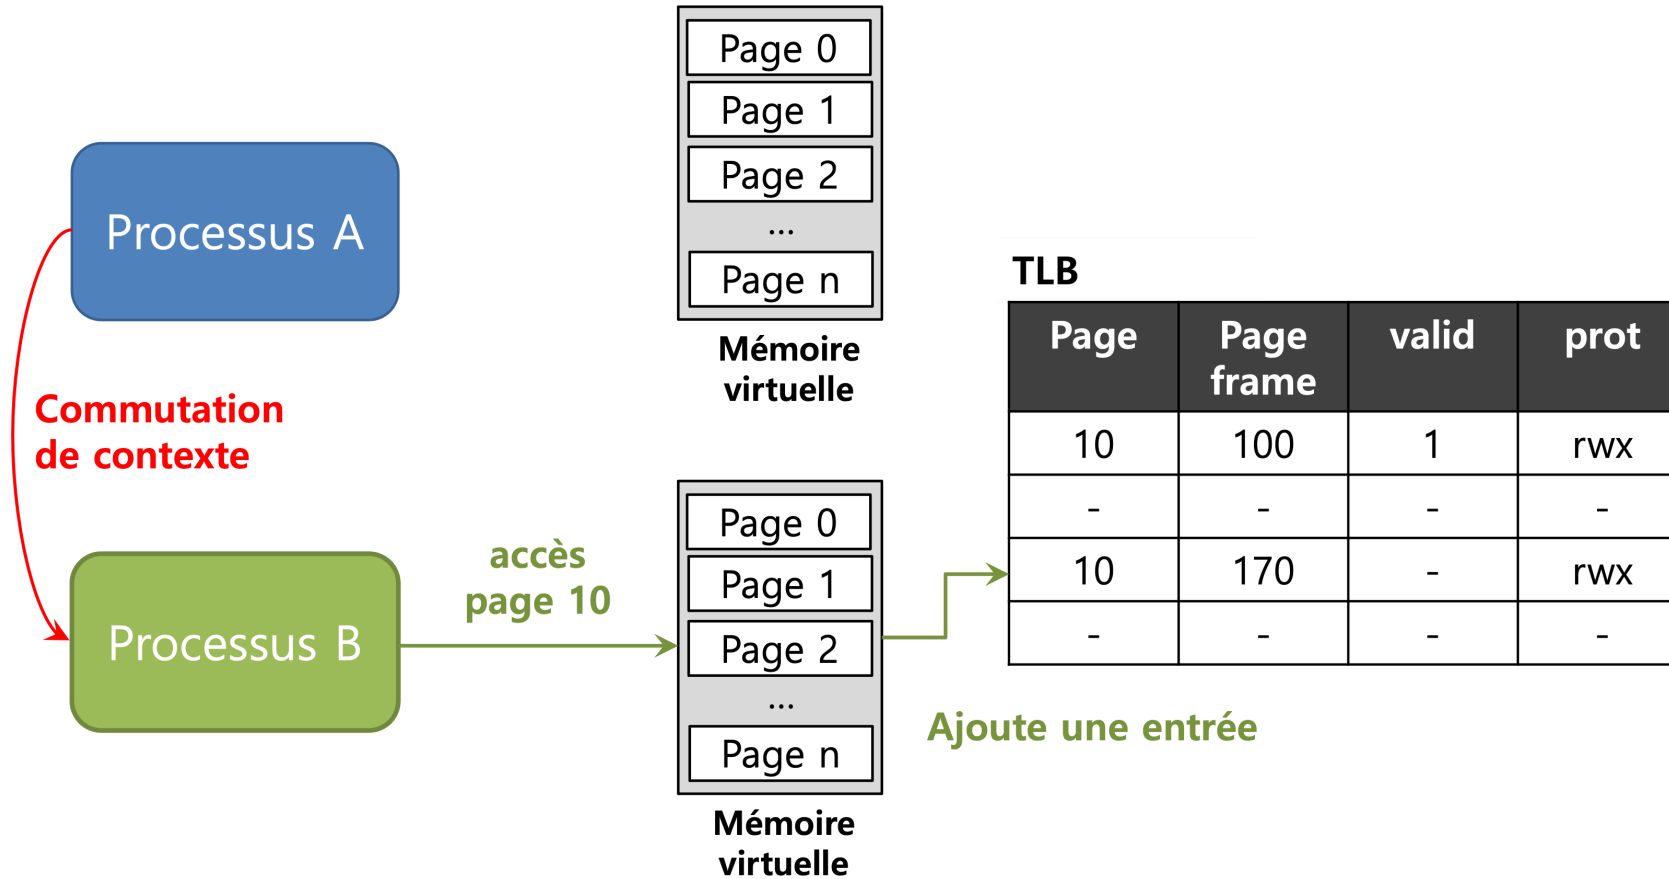 Page 0
Page 1
Page 2
...
Page n
Mémoire
virtuelle
Processus A
Commutation
de contexte
Processus B
accès
page 10
Page 0
Page 1
Page 2
...
Page n
Mémoire
virtuelle
TLB
Page Page frame valid prot
10 100 1 rwx
- - - -
10 170 - rwx
- - - -
Ajoute une entrée